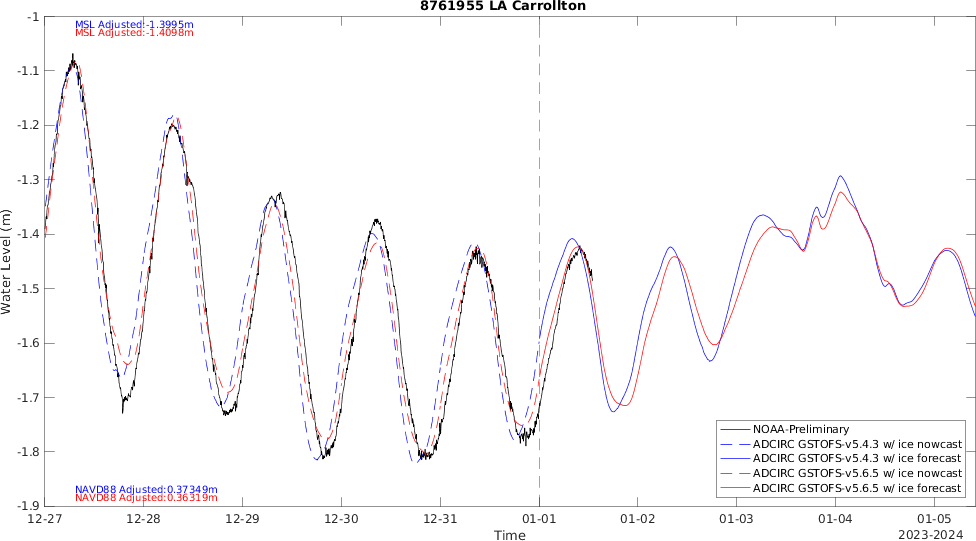 8761955 LA Carrollton
MSL Adjusted:-1.3995m
MSL Adjusted:-1.4098m
Water Level (m)
-1
-1.1
-1.2
-1.3
-1.4
-1.5
-1.6
-1.7
-1.8
-1.9
NOAA-Preliminary
ADCIRC GSTOFS-v5.4.3 w/ ice nowcast
ADCIRC GSTOFS-v5.4.3 w/ ice forecast
ADCIRC GSTOFS-v5.6.5 w/ ice nowcast
ADCIRC GSTOFS-v5.6.5 w/ ice forecast
NAVD88 Adjusted:0.37349m
NAVD88 Adjusted:0.36319m
12-27 12-28 12-29 12-30 12-31 01-01 01-02 01-03 01-04 01-05
Time
2023-2024